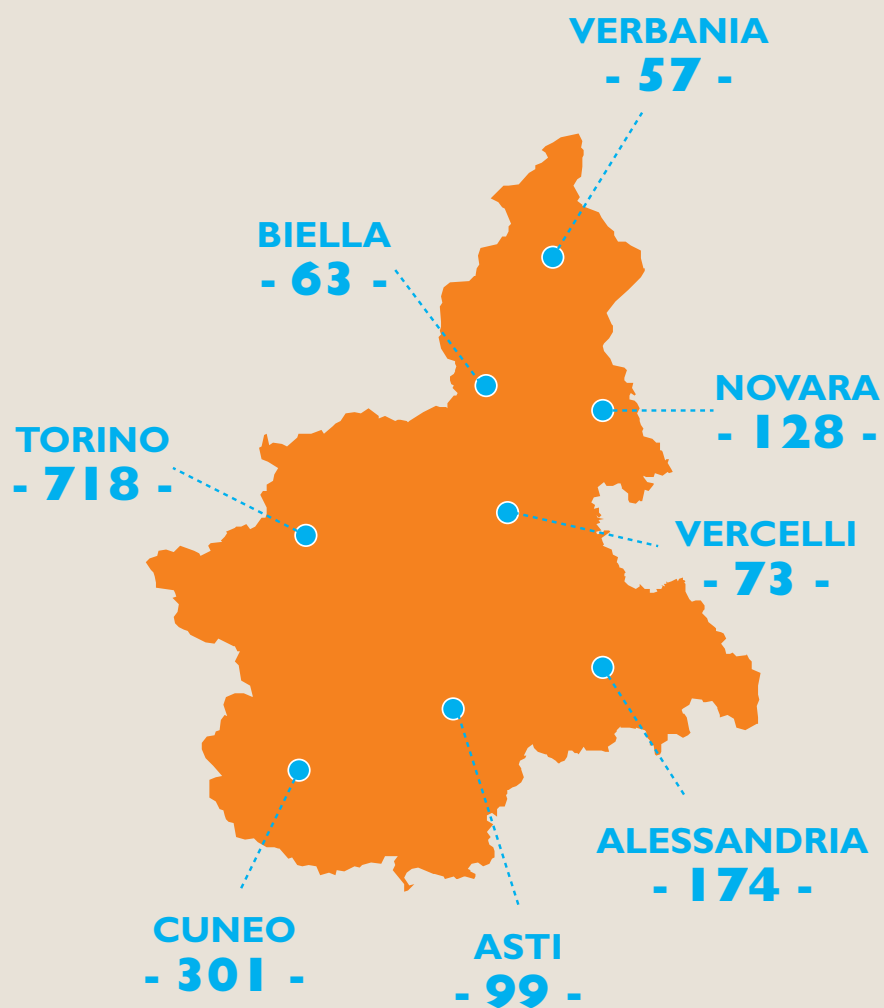 VERBANIA
- 57 -
BIELLA
- 63 -
NOVARA
- 128 -
TORINO
- 718 -
VERCELLI
- 73 -
ALESSANDRIA
- 174 -
CUNEO
- 301 -
ASTI
- 99 -